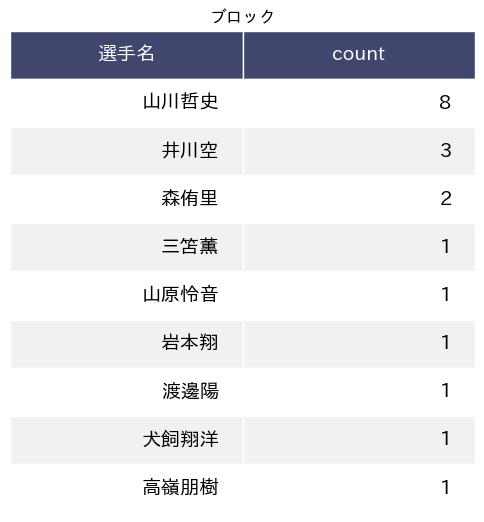 ブロック
選手名 count
山川哲史 8
井川空 3
森侑里 2
三笘薫 1
山原怜音 1
岩本翔 1
渡邊陽 1
犬飼翔洋 1
高嶺朋樹 1